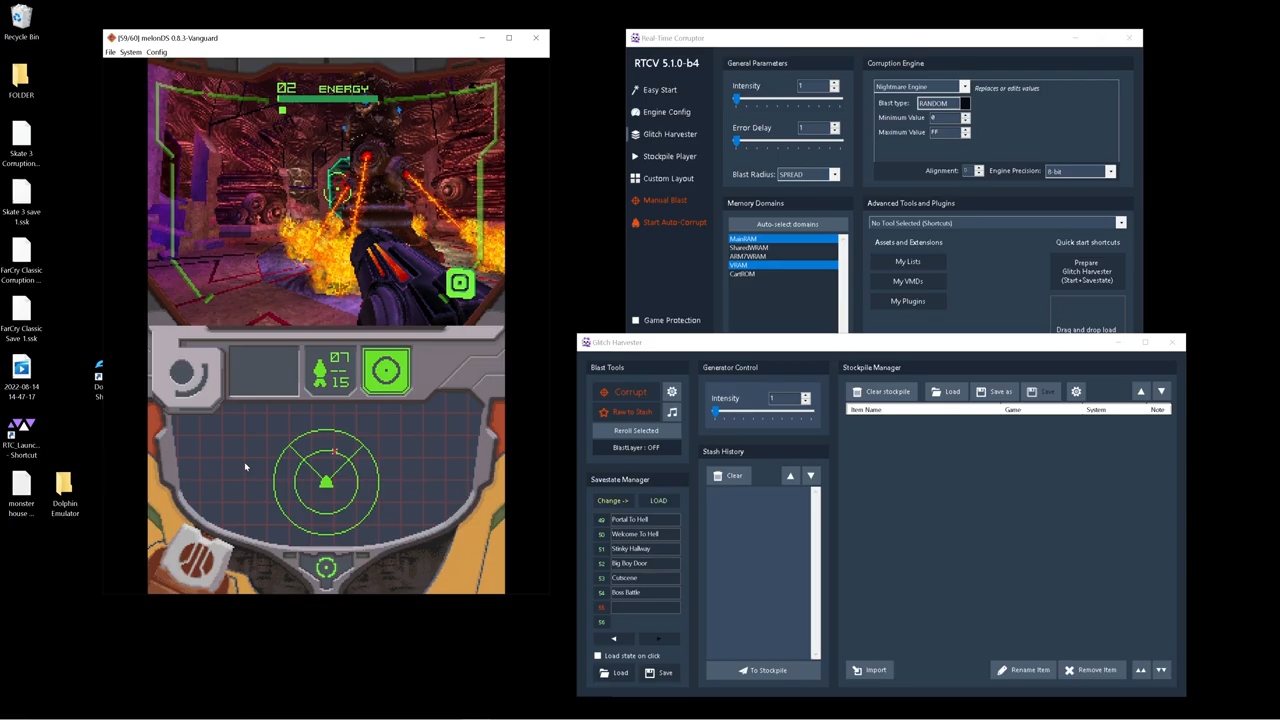 Recycle Bin
FOLDER
Skate 3
Corruption...
Skate 3 save
1.ssk
FarCry Classic
Corruption ...
FarCry Classic
Save 1.ssk
2022-08-14
14-47-17
RTC_Launc...
- Shortcut
monster
house ...
Dolphin
Emulator
[59/60] melonDS 0.8.3-Vanguard
File System Config
02 ENERGY
07
--
15
Real-Time Corruptor
RTCV 5.1.0-b4
Easy Start
Engine Config
Glitch Harvester
Stockpile Player
Custom Layout
Manual Blast
Start Auto-Corrupt
Game Protection
General Parameters
Intensity 1
Error Delay 1
Blast Radius: SPREAD
Memory Domains
Auto-select domains
MainRAM
SharedWRAM
ARM7WRAM
VRAM
CartROM
Corruption Engine
Nightmare Engine Replaces or edits values
Blast type: RANDOM
Minimum Value 0
Maximum Value FF
Alignment: 0 Engine Precision: 8-bit
Advanced Tools and Plugins
No Tool Selected (Shortcuts)
Assets and Extensions
My Lists
My VMDs
My Plugins
Quick start shortcuts
Prepare
Glitch Harvester
(Start+Savestate)
Drag and drop load
Glitch Harvester
Blast Tools
Corrupt
Raw to Stash
Reroll Selected
BlastLayer : OFF
Savestate Manager
Change -> LOAD
49 Portal To Hell
50 Welcome To Hell
51 Stinky Hallway
52 Big Boy Door
53 Cutscene
54 Boss Battle
55
56
Load state on click
Load Save
Generator Control
Intensity 1
Stash History
Clear
To Stockpile
Stockpile Manager
Clear stockpile Load Save as Save
Item Name Game System Note
Import Rename Item Remove Item